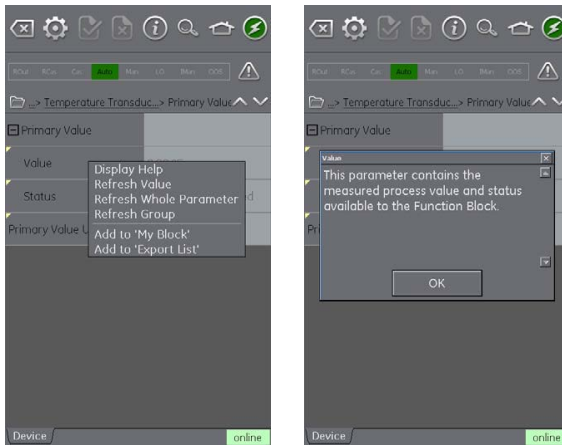 ROut RCas Cas Auto Man LO IMan OOS
...> Temperature Transduc...> Primary Value
Primary Value
Value
Status
Primary Value U
Display Help
Refresh Value
Refresh Whole Parameter
Refresh Group
Add to 'My Block'
Add to 'Export List'
Device
online
ROut RCas Cas Auto Man LO IMan OOS
...> Temperature Transduc...> Primary Value
Primary Value
Value
This parameter contains the
measured process value and status
available to the Function Block.
OK
Device
online